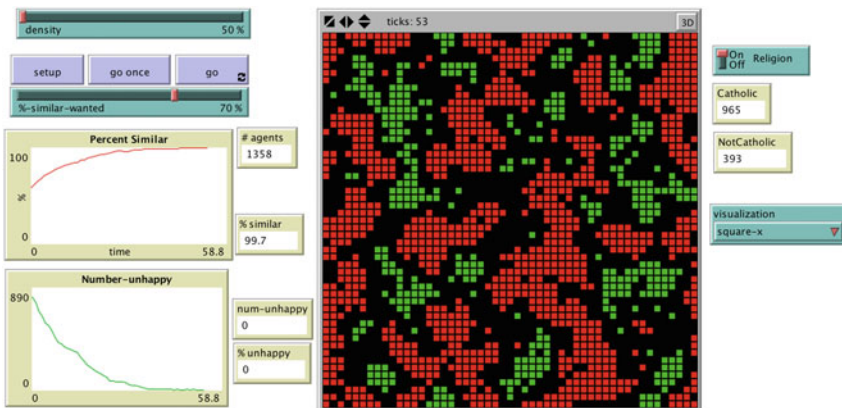 density 50 %
setup go once go
%-similar-wanted 70 %
Percent Similar
100
%
0
0 time 58.8
# agents
1358
% similar
99.7
Number-unhappy
890
0
0 58.8
num-unhappy
0
% unhappy
0
ticks: 53 3D
On
Off Religion
Catholic
965
NotCatholic
393
visualization
square-x